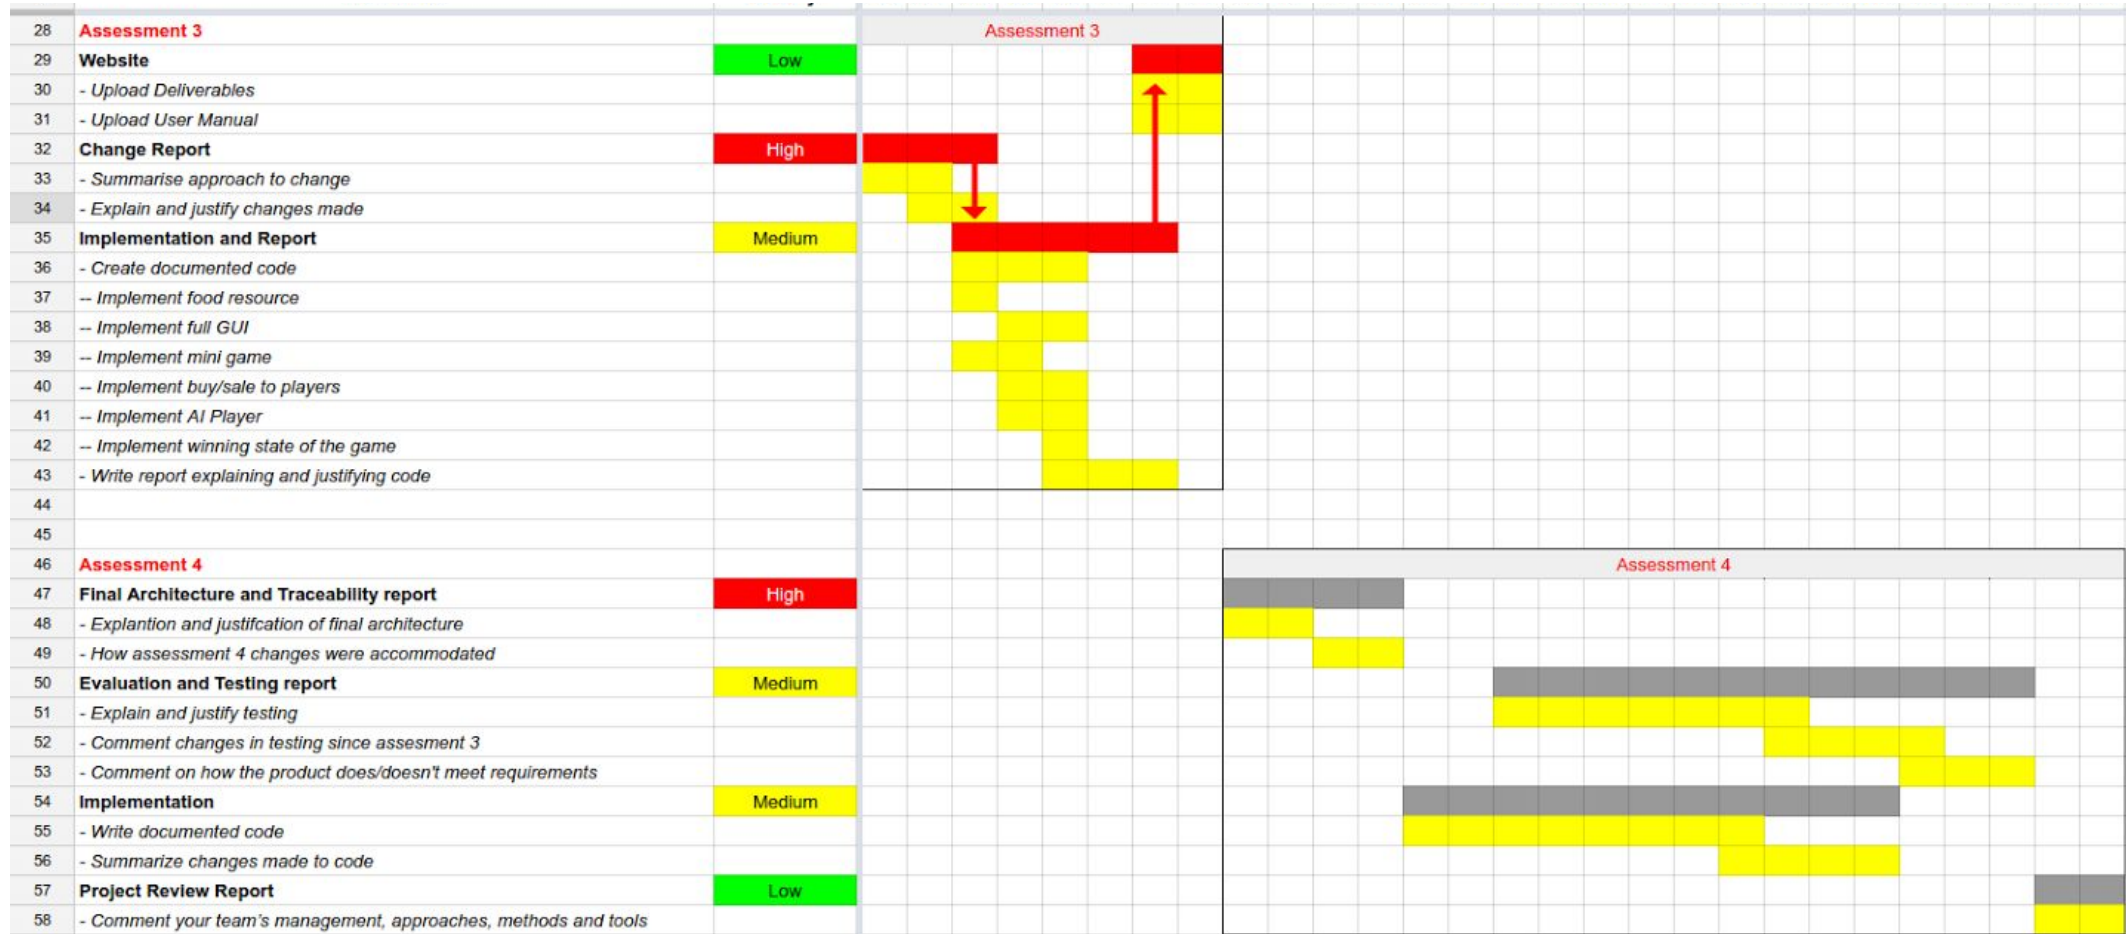 28 Assessment 3 Assessment 3
29 Website Low
30 - Upload Deliverables
31 - Upload User Manual
32 Change Report High
33 - Summarise approach to change
34 - Explain and justify changes made
35 Implementation and Report Medium
36 - Create documented code
37 -- Implement food resource
38 -- Implement full GUI
39 -- Implement mini game
40 -- Implement buy/sale to players
41 -- Implement AI Player
42 -- Implement winning state of the game
43 - Write report explaining and justifying code
44
45
46 Assessment 4 Assessment 4
47 Final Architecture and Traceability report High
48 - Explantion and justifcation of final architecture
49 - How assessment 4 changes were accommodated
50 Evaluation and Testing report Medium
51 - Explain and justify testing
52 - Comment changes in testing since assesment 3
53 - Comment on how the product does/doesn't meet requirements
54 Implementation Medium
55 - Write documented code
56 - Summarize changes made to code
57 Project Review Report Low
58 - Comment your team's management, approaches, methods and tools